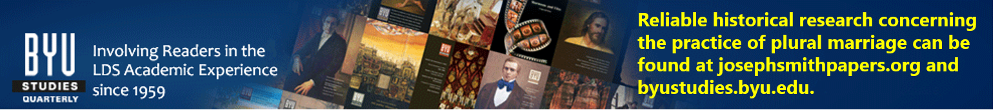 BYU
STUDIES
QUARTERLY
Involving Readers in the
LDS Academic Experience
since 1959
Reliable historical research concerning
the practice of plural marriage can be
found at josephsmithpapers.org and
byustudies.byu.edu.